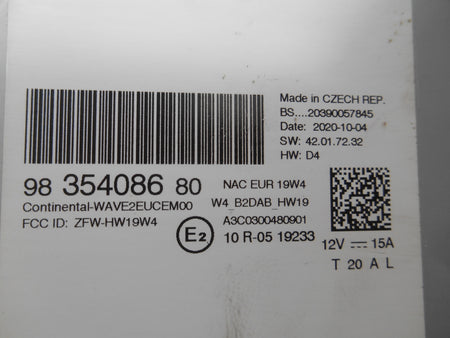 Made in CZECH REP.
BS....20390057845
Date: 2020-10-04
SW: 42.01.72.32
HW: D4
98 354086 80
Continental-WAVE2EUCEM00
FCC ID: ZFW-HW19W4
NAC EUR 19W4
W4_B2DAB_HW19
A3C0300480901
E2
10 R-05 19233
12V ⎓ 15A
T 20 A L